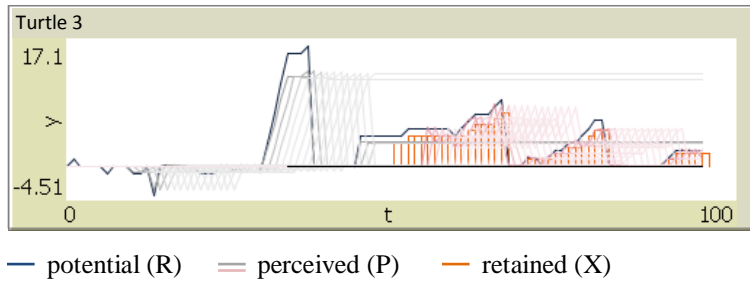 Turtle 3
17.1
y
-4.51
0 t 100
potential (R) perceived (P) retained (X)